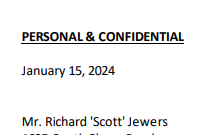 PERSONAL & CONFIDENTIAL
January 15, 2024
Mr. Richard 'Scott' Jewers